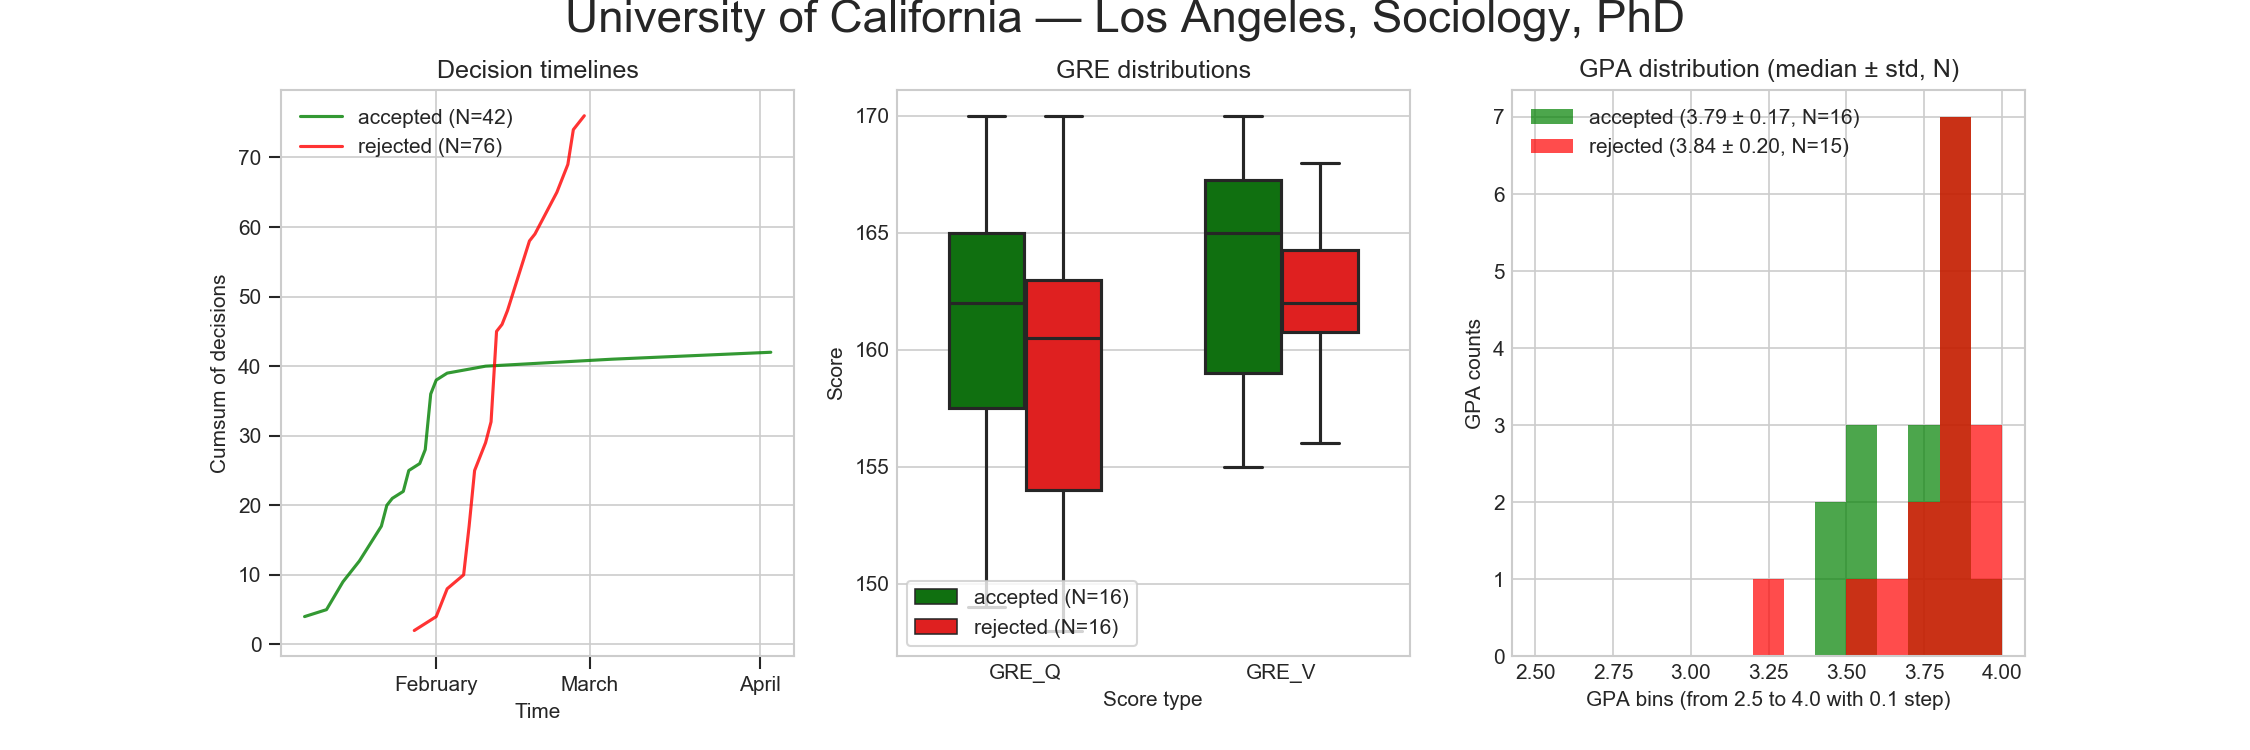 University of California — Los Angeles, Sociology, PhD
Decision timelines
accepted (N=42)
rejected (N=76)
70
60
50
40
30
20
10
0
Cumsum of decisions
February March April
Time
GRE distributions
170
165
160
155
150
Score
accepted (N=16)
rejected (N=16)
GRE_Q GRE_V
Score type
GPA distribution (median ± std, N)
accepted (3.79 ± 0.17, N=16)
rejected (3.84 ± 0.20, N=15)
7
6
5
4
3
2
1
0
GPA counts
2.50 2.75 3.00 3.25 3.50 3.75 4.00
GPA bins (from 2.5 to 4.0 with 0.1 step)